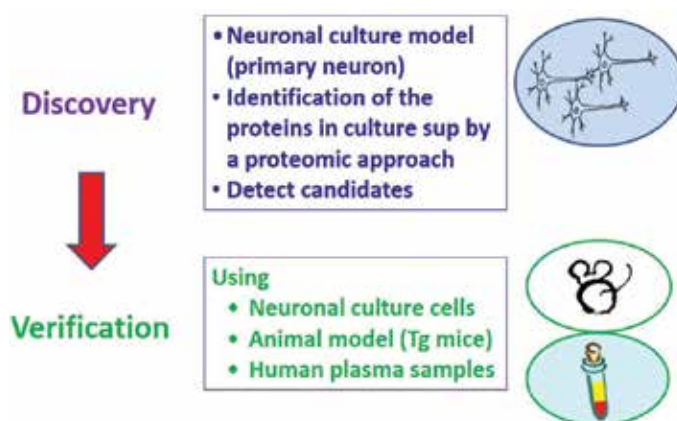 Discovery
• Neuronal culture model
(primary neuron)
• Identification of the
proteins in culture sup by
a proteomic approach
• Detect candidates
Verification
Using
• Neuronal culture cells
• Animal model (Tg mice)
• Human plasma samples